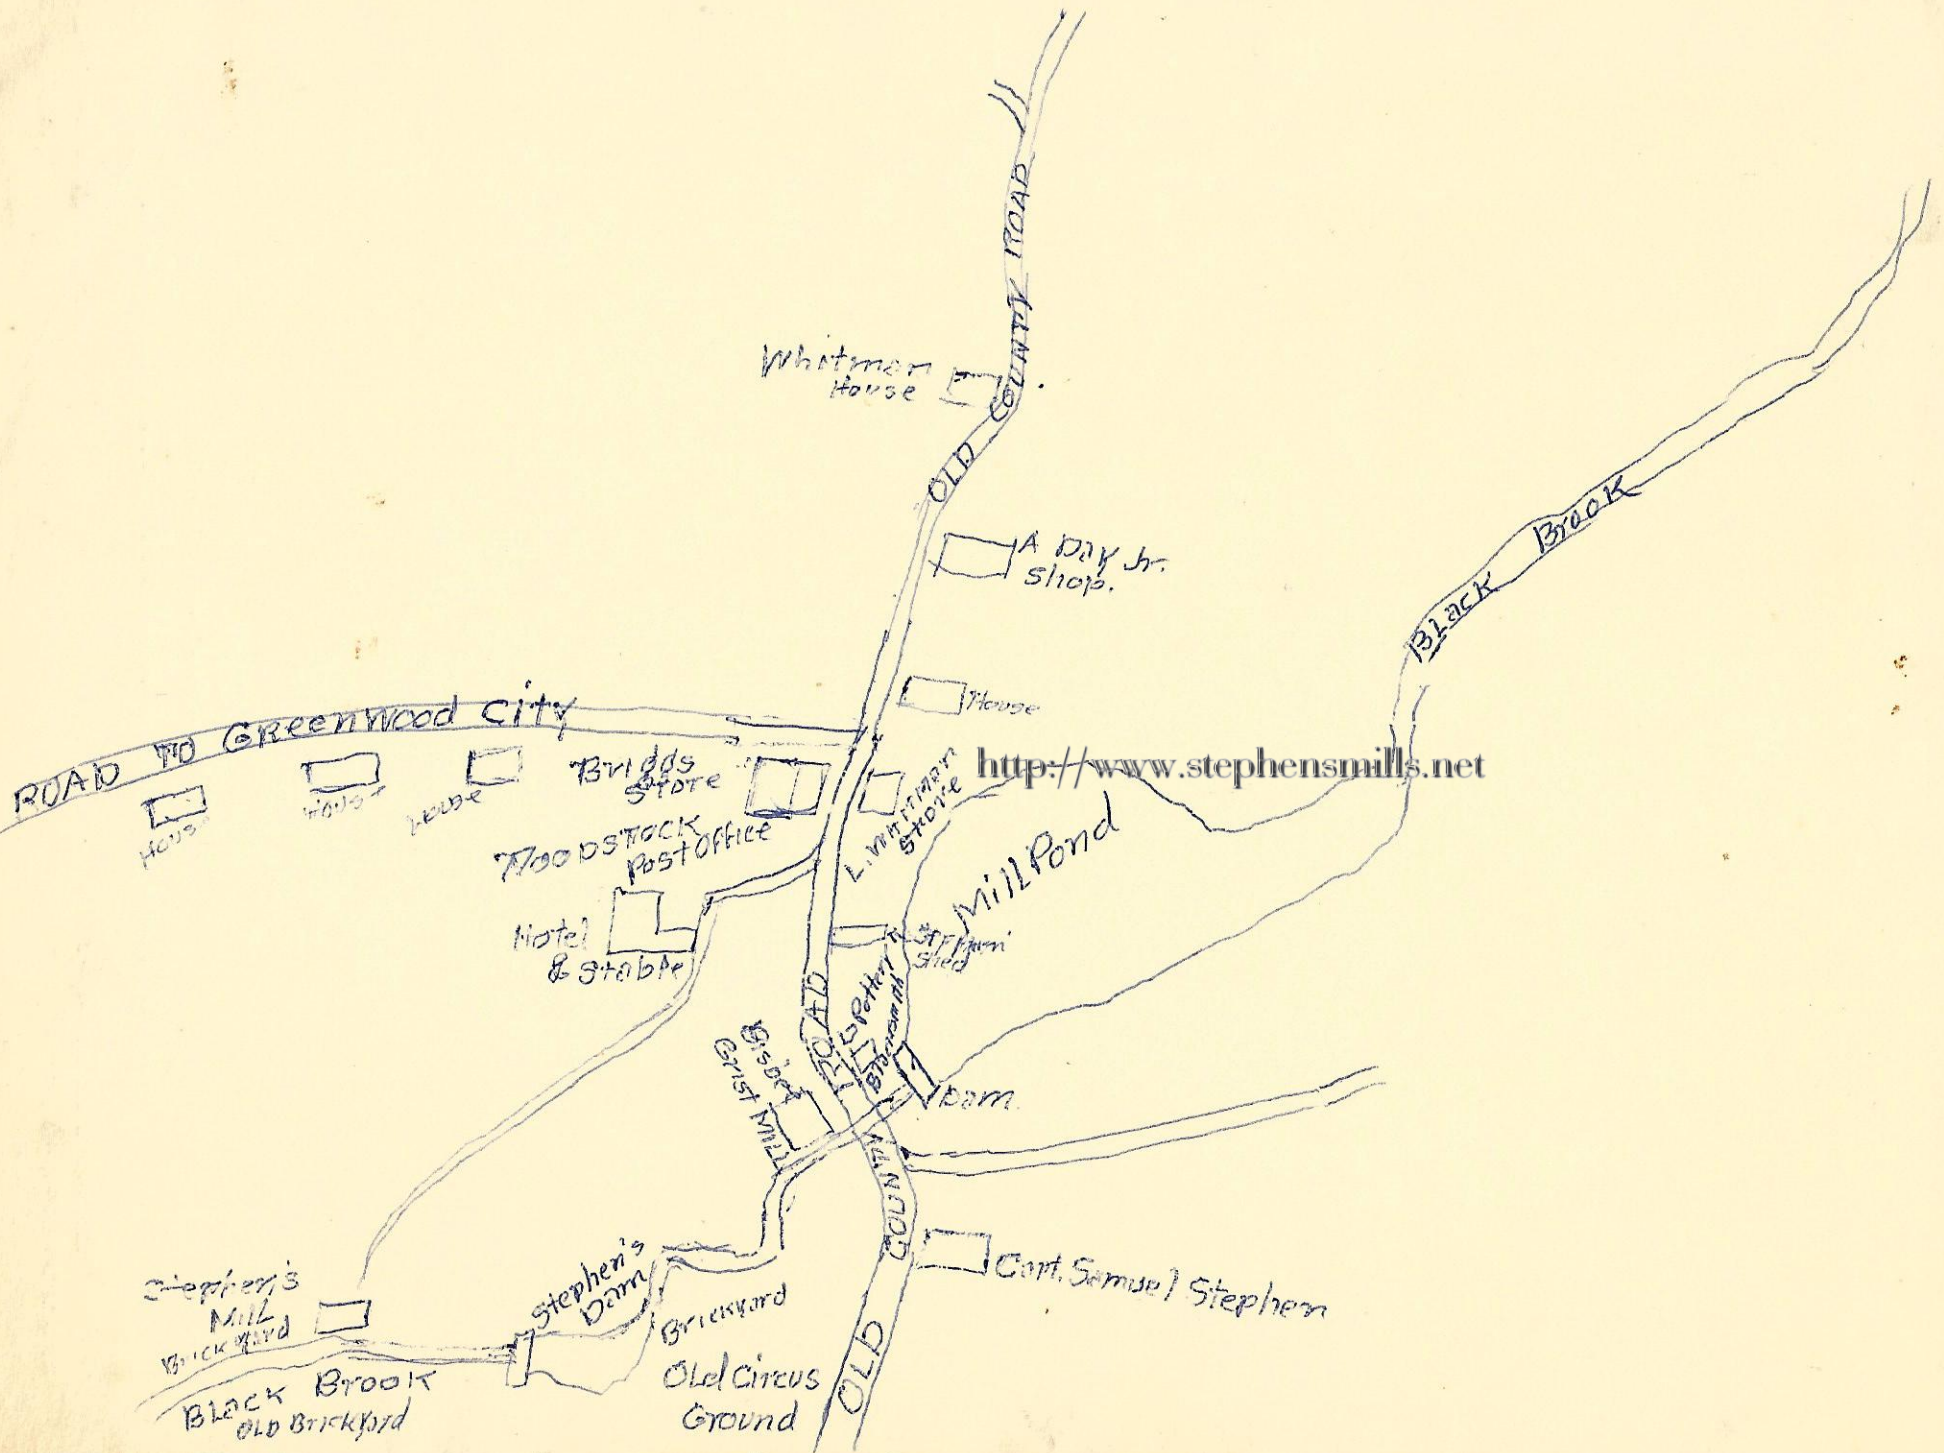 OLD COUNTY ROAD
Whitman
House
A Day Jr.
Shop.
Black Brook
House
ROAD TO GREENWOOD CITY
House
House
House
Store
http://www.stephensmills.net
L. WHITMAN
STORE
WOODSTOCK
Post OFFICE
Mill Pond
Hotel
& Stable
Shed
Pottery
Blacksmith
Grist Mill
Dam.
OLD COUNTY ROAD
Capt. Samuel Stephen
Stephen's
Dam
Brickyard
Stephen's
Mill
Brickyard
Black Brook
OLD Brickyard
Old Circus
Ground